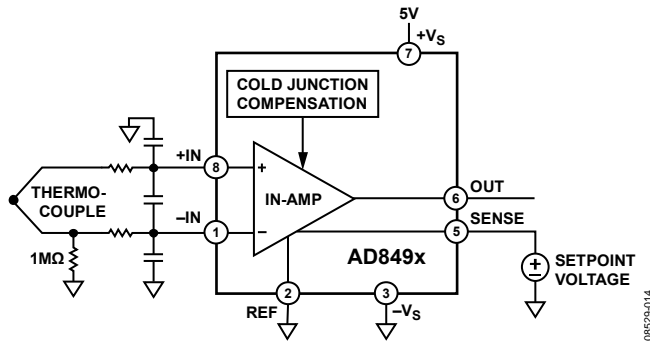 5V
+VS
7
COLD JUNCTION
COMPENSATION
+IN
8
+
THERMO-
COUPLE
IN-AMP
6
OUT
–IN
1
–
5
SENSE
1MΩ
AD849x
+
–
SETPOINT
VOLTAGE
2
3
REF
–VS
08529-014